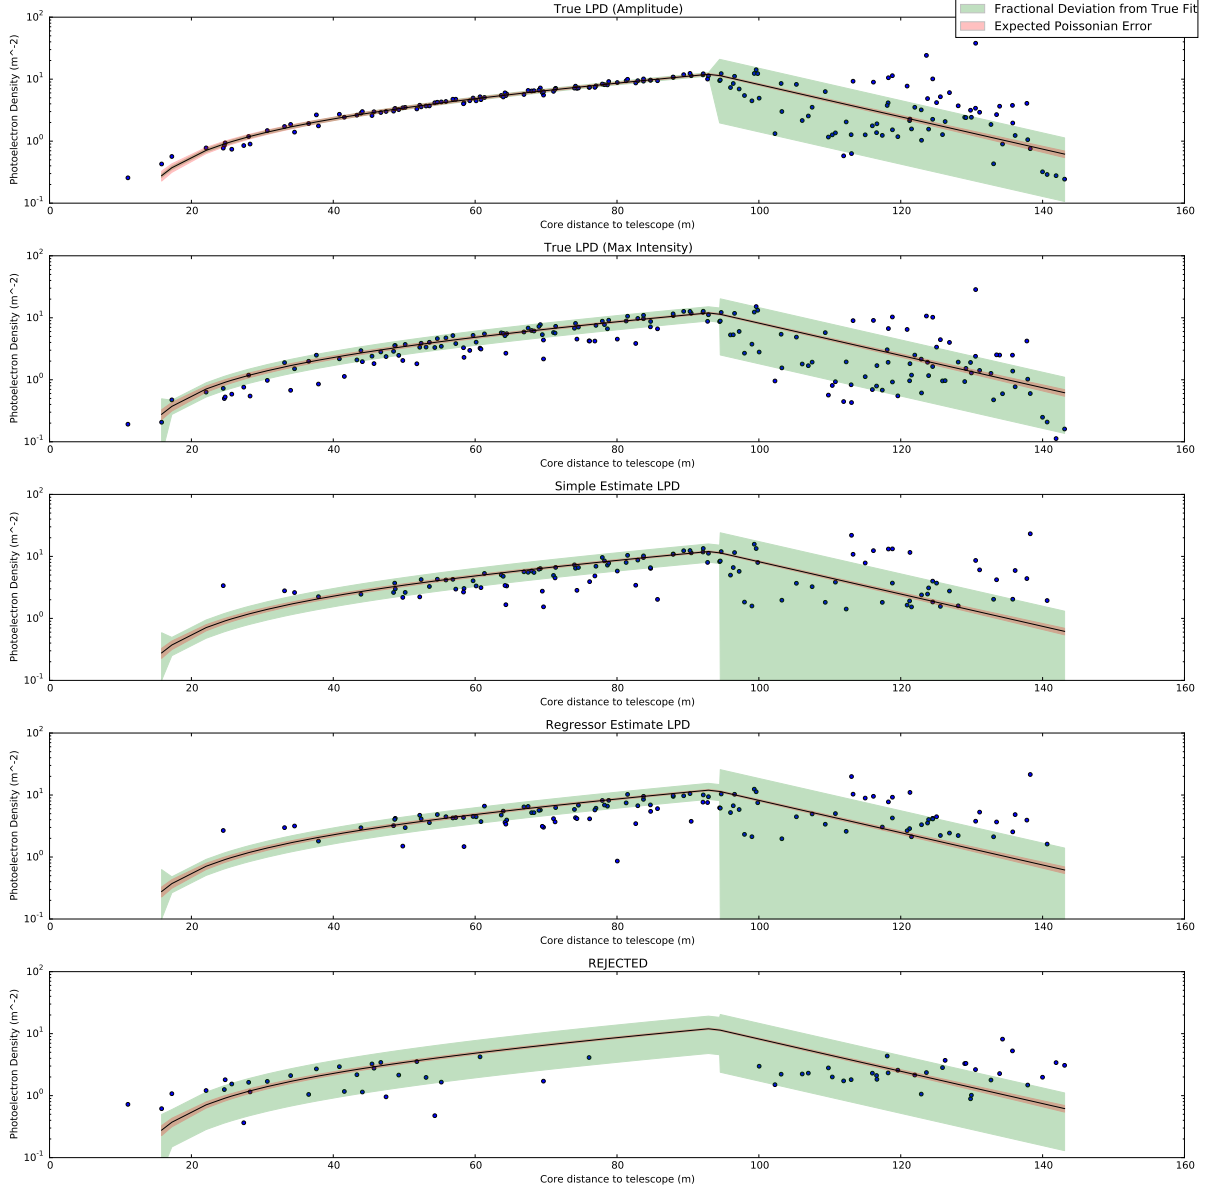 True LPD (Amplitude)
Fractional Deviation from True Fit
Expected Poissonian Error
Photoelectron Density (m^-2)
10^2
10^1
10^0
10^-1
0 20 40 60 80 100 120 140 160
Core distance to telescope (m)
True LPD (Max Intensity)
Photoelectron Density (m^-2)
10^2
10^1
10^0
10^-1
0 20 40 60 80 100 120 140 160
Core distance to telescope (m)
Simple Estimate LPD
Photoelectron Density (m^-2)
10^2
10^1
10^0
10^-1
0 20 40 60 80 100 120 140 160
Core distance to telescope (m)
Regressor Estimate LPD
Photoelectron Density (m^-2)
10^2
10^1
10^0
10^-1
0 20 40 60 80 100 120 140 160
Core distance to telescope (m)
REJECTED
Photoelectron Density (m^-2)
10^2
10^1
10^0
10^-1
0 20 40 60 80 100 120 140 160
Core distance to telescope (m)